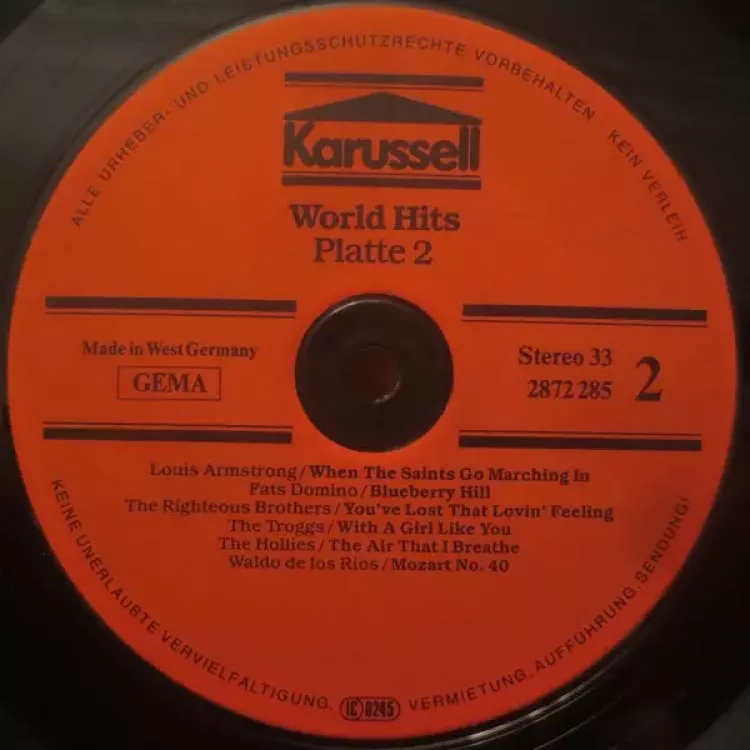 ALLE URHEBER- UND LEISTUNGSSCHUTZRECHTE VORBEHALTEN KEIN VERLEIH
Karussell
World Hits
Platte 2
Made in West Germany
GEMA
Stereo 33
2872 285
2
Louis Armstrong / When The Saints Go Marching In
Fats Domino / Blueberry Hill
The Righteous Brothers / You've Lost That Lovin' Feeling
The Troggs / With A Girl Like You
The Hollies / The Air That I Breathe
Waldo de los Rios / Mozart No. 40
KEINE UNERLAUBTE VERVIELFÄLTIGUNG, VERMIETUNG, AUFFÜHRUNG, SENDUNG!
IC 0245